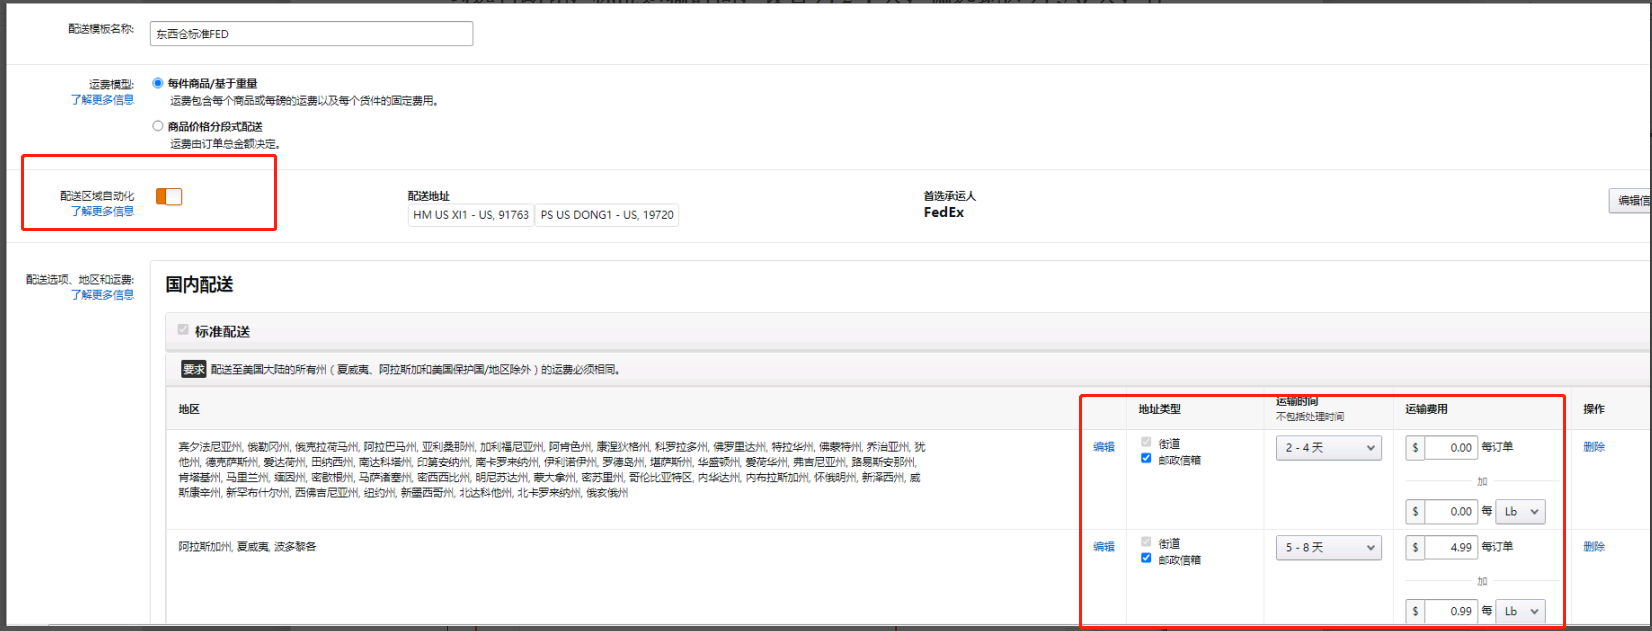 配送模板名称:
东西仓标准FED
运费模型:
了解更多信息
每件商品/基于重量
运费包含每个商品或每磅的运费以及每个货件的固定费用。
商品价格分段式配送
运费由订单总金额决定。
配送区域自动化
了解更多信息
配送地址
HM US XI1 - US, 91763
PS US DONG1 - US, 19720
首选承运人
FedEx
编辑信
配送选项、地区和运费:
了解更多信息
国内配送
标准配送
要求 配送至美国大陆的所有州（夏威夷、阿拉斯加和美国保护国/地区除外）的运费必须相同。
地区
地址类型
运输时间
不包括处理时间
运输费用
操作
宾夕法尼亚州, 俄勒冈州, 俄克拉荷马州, 阿拉巴马州, 亚利桑那州, 加利福尼亚州, 阿肯色州, 康涅狄格州, 科罗拉多州, 佛罗里达州, 特拉华州, 佛蒙特州, 乔治亚州, 犹
他州, 德克萨斯州, 爱达荷州, 田纳西州, 南达科塔州, 印第安纳州, 南卡罗来纳州, 伊利诺伊州, 罗德岛州, 堪萨斯州, 华盛顿州, 爱荷华州, 弗吉尼亚州, 路易斯安那州,
肯塔基州, 马里兰州, 缅因州, 密歇根州, 马萨诸塞州, 密西西比州, 明尼苏达州, 蒙大拿州, 密苏里州, 哥伦比亚特区, 内华达州, 内布拉斯加州, 怀俄明州, 新泽西州, 威
斯康辛州, 新罕布什尔州, 西佛吉尼亚州, 纽约州, 新墨西哥州, 北达科他州, 北卡罗来纳州, 俄亥俄州
编辑
街道
邮政信箱
2 - 4 天
$ 0.00 每订单
加
$ 0.00 每 Lb
删除
阿拉斯加州, 夏威夷, 波多黎各
编辑
街道
邮政信箱
5 - 8 天
$ 4.99 每订单
加
$ 0.99 每 Lb
删除